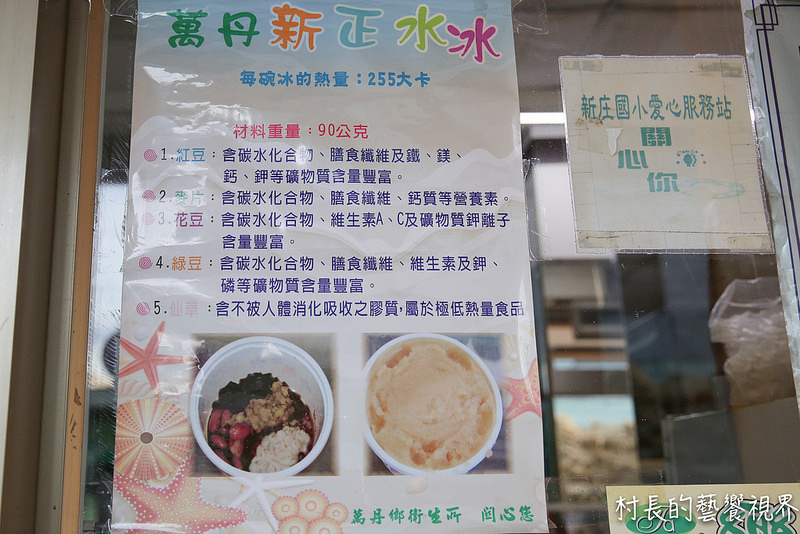 萬丹新正水冰
每碗冰的熱量：255大卡
材料重量：90公克
1.紅豆：含碳水化合物、膳食纖維及鐵、鎂、
鈣、鉀等礦物質含量豐富。
2.麥片：含碳水化合物、膳食纖維、鈣質等營養素。
3.花豆：含碳水化合物、維生素A、C及礦物質鉀離子
含量豐富。
4.綠豆：含碳水化合物、膳食纖維、維生素及鉀、
磷等礦物質含量豐富。
5.仙草：含不被人體消化吸收之膠質,屬於極低熱量食品
萬丹鄉衛生所 關心您
新庄國小愛心服務站
關
心
你
村長的藝饗視界